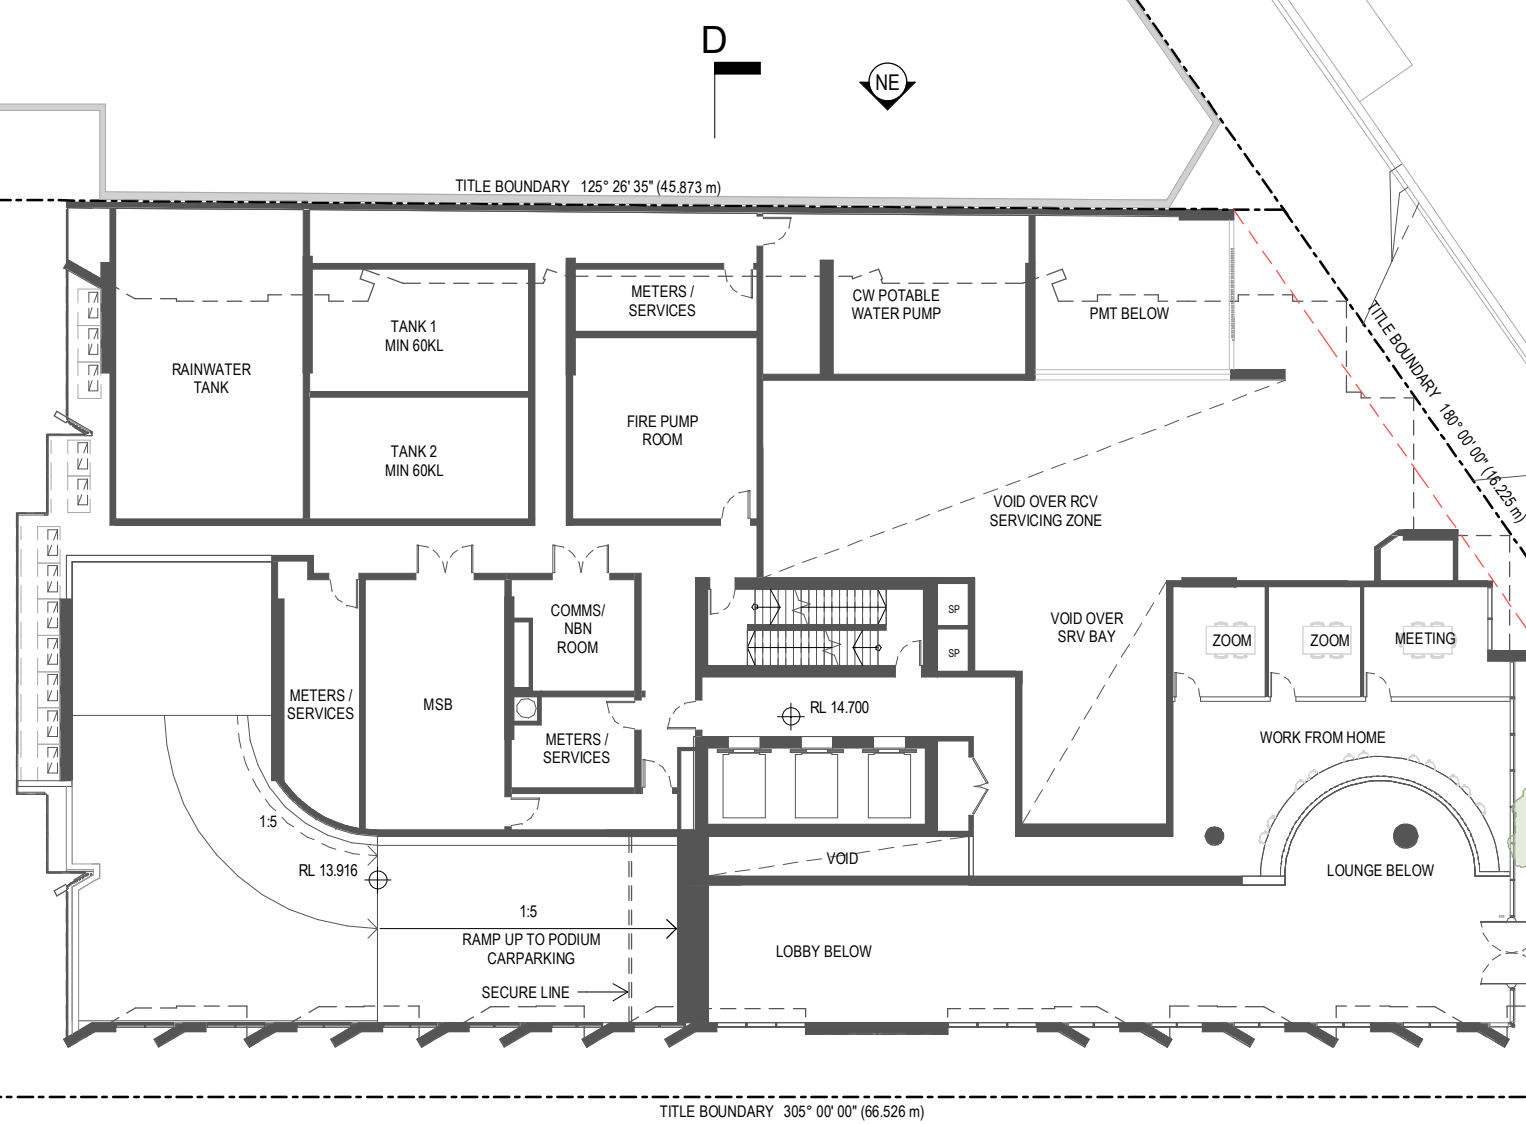 D
NE
TITLE BOUNDARY 125° 26' 35" (45.873 m)
METERS /
SERVICES
CW POTABLE
WATER PUMP
PMT BELOW
TANK 1
MIN 60KL
RAINWATER
TANK
TITLE BOUNDARY 180° 00' 00" (16.225 m)
FIRE PUMP
ROOM
TANK 2
MIN 60KL
VOID OVER RCV
SERVICING ZONE
COMMS/
NBN
ROOM
SP
SP
VOID OVER
SRV BAY
ZOOM
ZOOM
MEETING
METERS /
SERVICES
MSB
RL 14.700
METERS /
SERVICES
WORK FROM HOME
1:5
RL 13.916
VOID
LOUNGE BELOW
1:5
RAMP UP TO PODIUM
CARPARKING
LOBBY BELOW
SECURE LINE
TITLE BOUNDARY 305° 00' 00" (66.526 m)